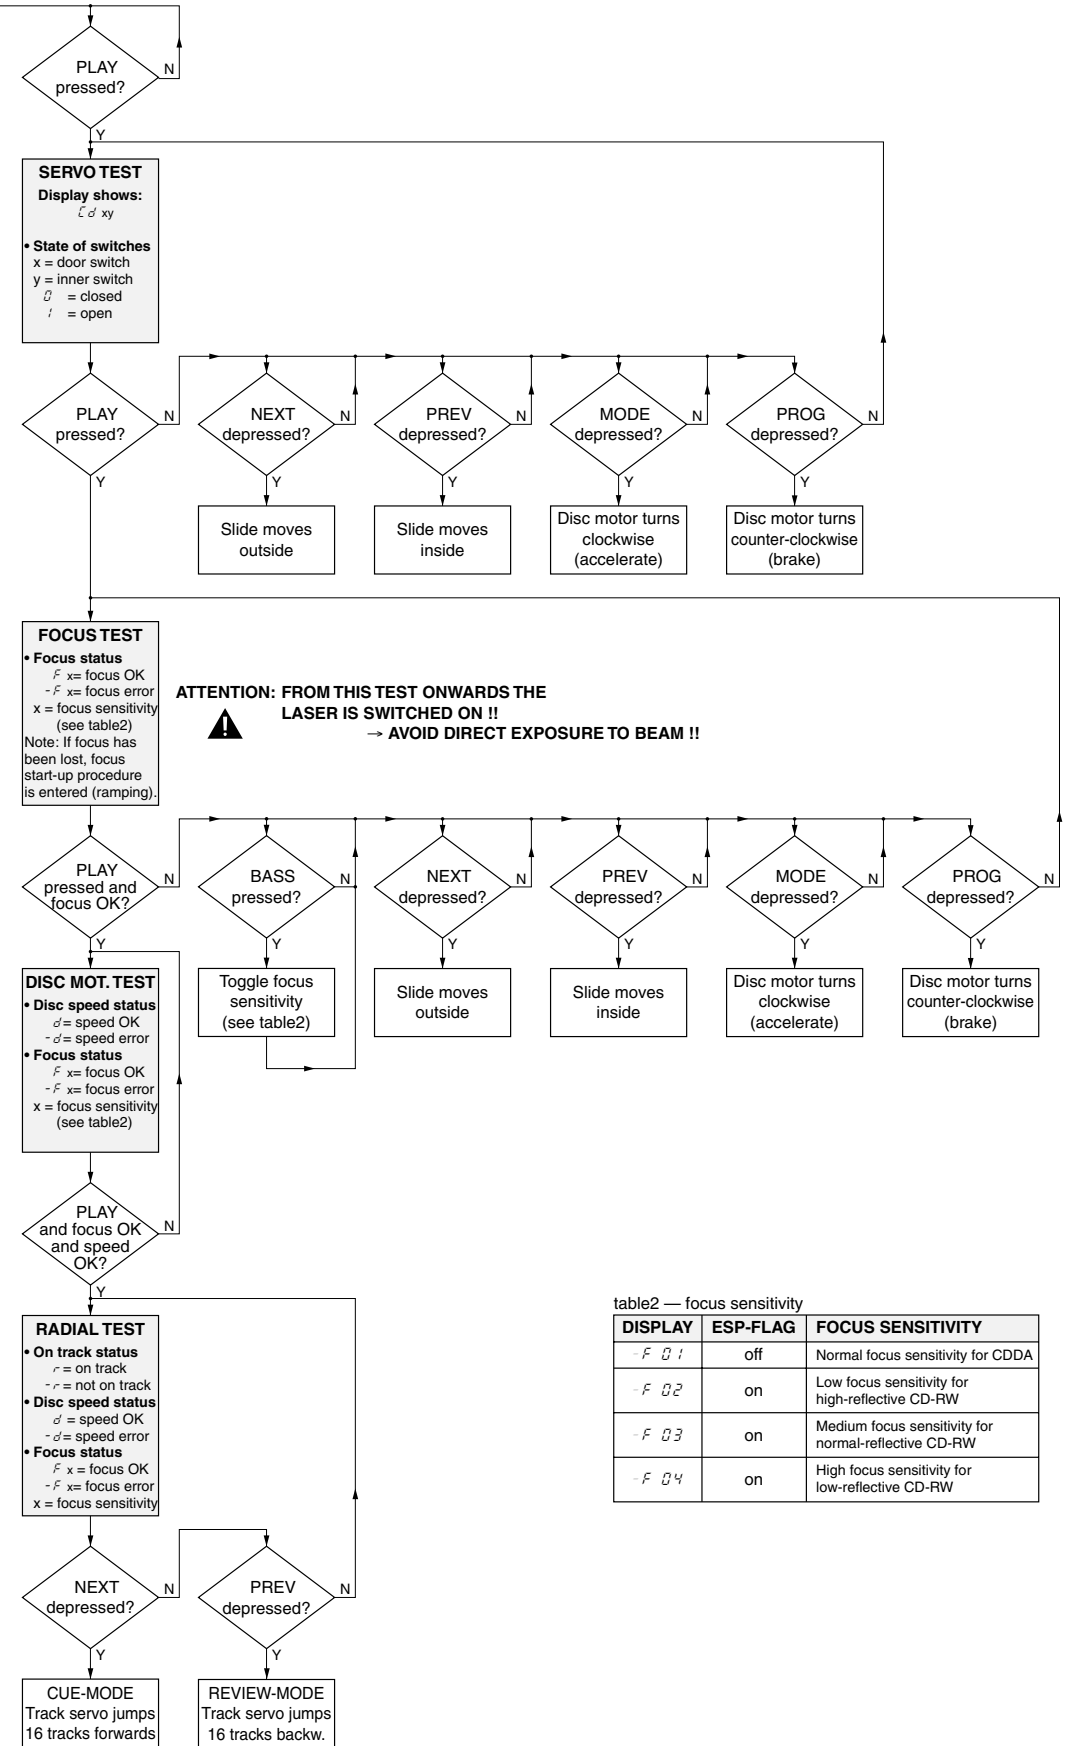 PLAY
pressed?
N
Y
SERVO TEST
Display shows:
Cd xy
• State of switches
x = door switch
y = inner switch
0 = closed
1 = open
PLAY
pressed?
N
Y
NEXT
depressed?
N
Y
PREV
depressed?
N
Y
MODE
depressed?
N
Y
PROG
depressed?
N
Y
Slide moves
outside
Slide moves
inside
Disc motor turns
clockwise
(accelerate)
Disc motor turns
counter-clockwise
(brake)
FOCUS TEST
• Focus status
F x= focus OK
-F x= focus error
x = focus sensitivity
(see table2)
Note: If focus has
been lost, focus
start-up procedure
is entered (ramping).
ATTENTION: FROM THIS TEST ONWARDS THE
LASER IS SWITCHED ON !!
→ AVOID DIRECT EXPOSURE TO BEAM !!
PLAY
pressed and
focus OK?
N
Y
BASS
pressed?
N
Y
NEXT
depressed?
N
Y
PREV
depressed?
N
Y
MODE
depressed?
N
Y
PROG
depressed?
N
Y
Toggle focus
sensitivity
(see table2)
Slide moves
outside
Slide moves
inside
Disc motor turns
clockwise
(accelerate)
Disc motor turns
counter-clockwise
(brake)
DISC MOT. TEST
• Disc speed status
d = speed OK
-d = speed error
• Focus status
F x= focus OK
-F x= focus error
x = focus sensitivity
(see table2)
PLAY
and focus OK
and speed
OK?
N
Y
RADIAL TEST
• On track status
r = on track
-r = not on track
• Disc speed status
d = speed OK
-d = speed error
• Focus status
F x = focus OK
-F x= focus error
x = focus sensitivity
NEXT
depressed?
N
Y
PREV
depressed?
N
Y
CUE-MODE
Track servo jumps
16 tracks forwards
REVIEW-MODE
Track servo jumps
16 tracks backw.
table2 — focus sensitivity
DISPLAY ESP-FLAG FOCUS SENSITIVITY
-F 01 off Normal focus sensitivity for CDDA
-F 02 on Low focus sensitivity for
high-reflective CD-RW
-F 03 on Medium focus sensitivity for
normal-reflective CD-RW
-F 04 on High focus sensitivity for
low-reflective CD-RW